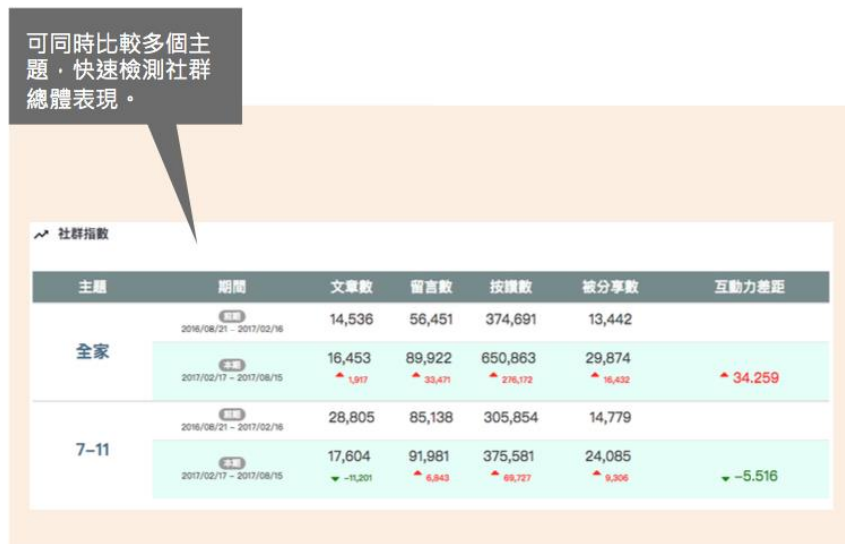 可同時比較多個主
題，快速檢測社群
總體表現。
社群指數
主題 期間 文章數 留言數 按讚數 被分享數 互動力差距
全家
前期
2016/08/21 - 2017/02/16 14,536 56,451 374,691 13,442
本期
2017/02/17 - 2017/08/15 16,453 89,922 650,863 29,874
1,917 33,471 276,172 16,432 34.259
7-11
前期
2016/08/21 - 2017/02/16 28,805 85,138 305,854 14,779
本期
2017/02/17 - 2017/08/15 17,604 91,981 375,581 24,085
-11,201 6,843 69,727 9,306 -5.516